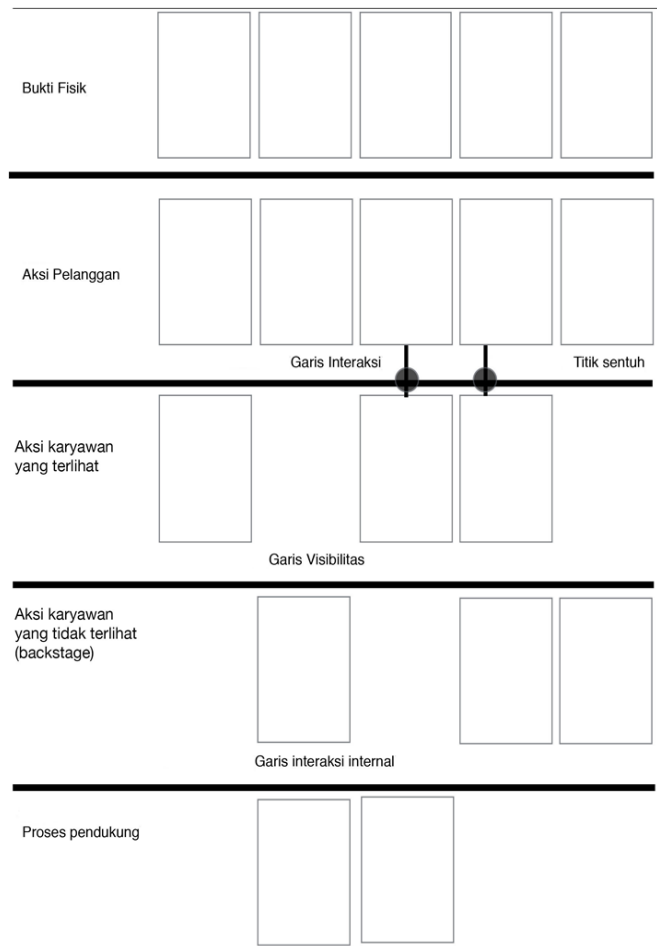 Bukti Fisik
Aksi Pelanggan
Garis Interaksi
Titik sentuh
Aksi karyawan
yang terlihat
Garis Visibilitas
Aksi karyawan
yang tidak terlihat
(backstage)
Garis interaksi internal
Proses pendukung